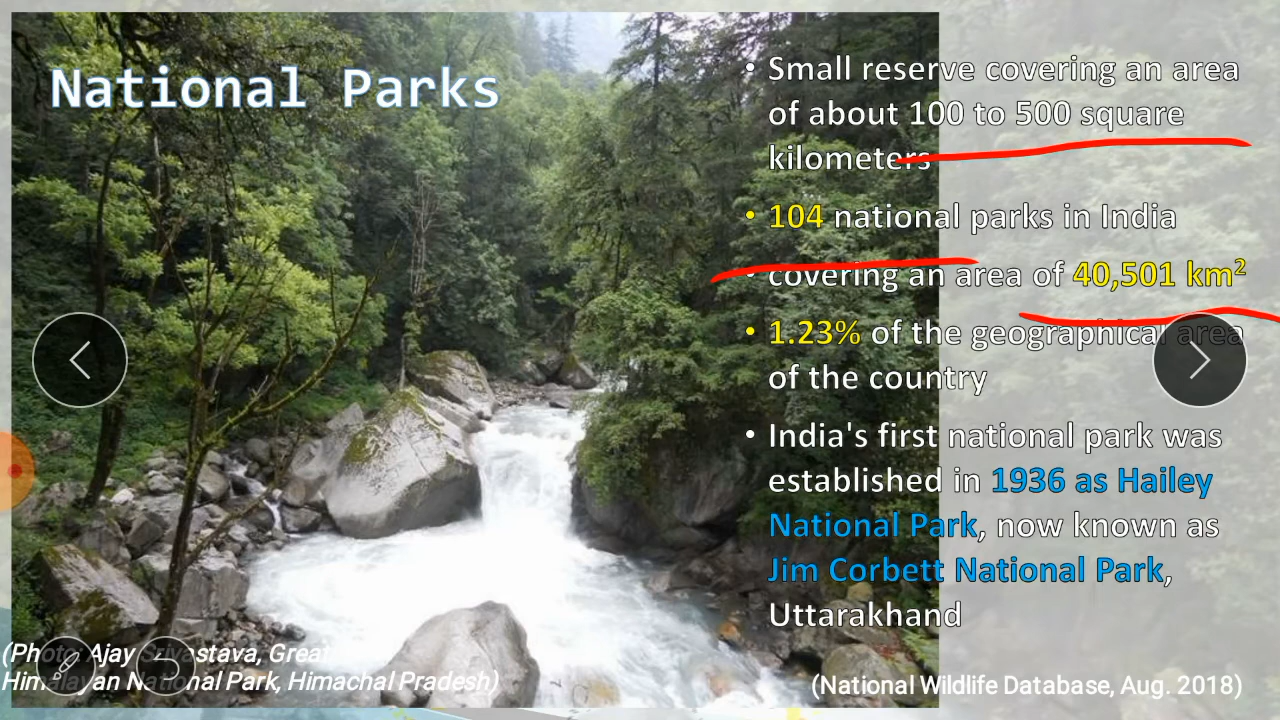 National Parks
• Small reserve covering an area
of about 100 to 500 square
kilometers
• 104 national parks in India
• covering an area of 40,501 km²
• 1.23% of the geographical area
of the country
• India's first national park was
established in 1936 as Hailey
National Park, now known as
Jim Corbett National Park,
Uttarakhand
(Photo: Ajay Srivastava, Great
Himalayan National Park, Himachal Pradesh)
(National Wildlife Database, Aug. 2018)